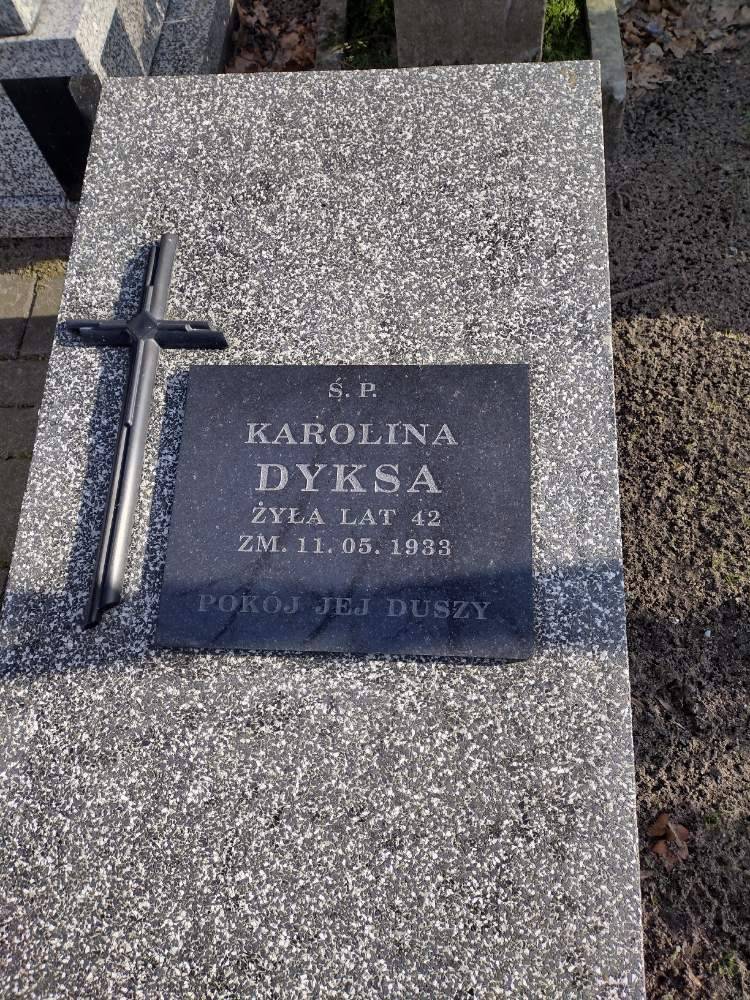 Ś. P.
KAROLINA
DYKSA
ŻYŁA LAT 42
ZM. 11. 05. 1933
POKÓJ JEJ DUSZY